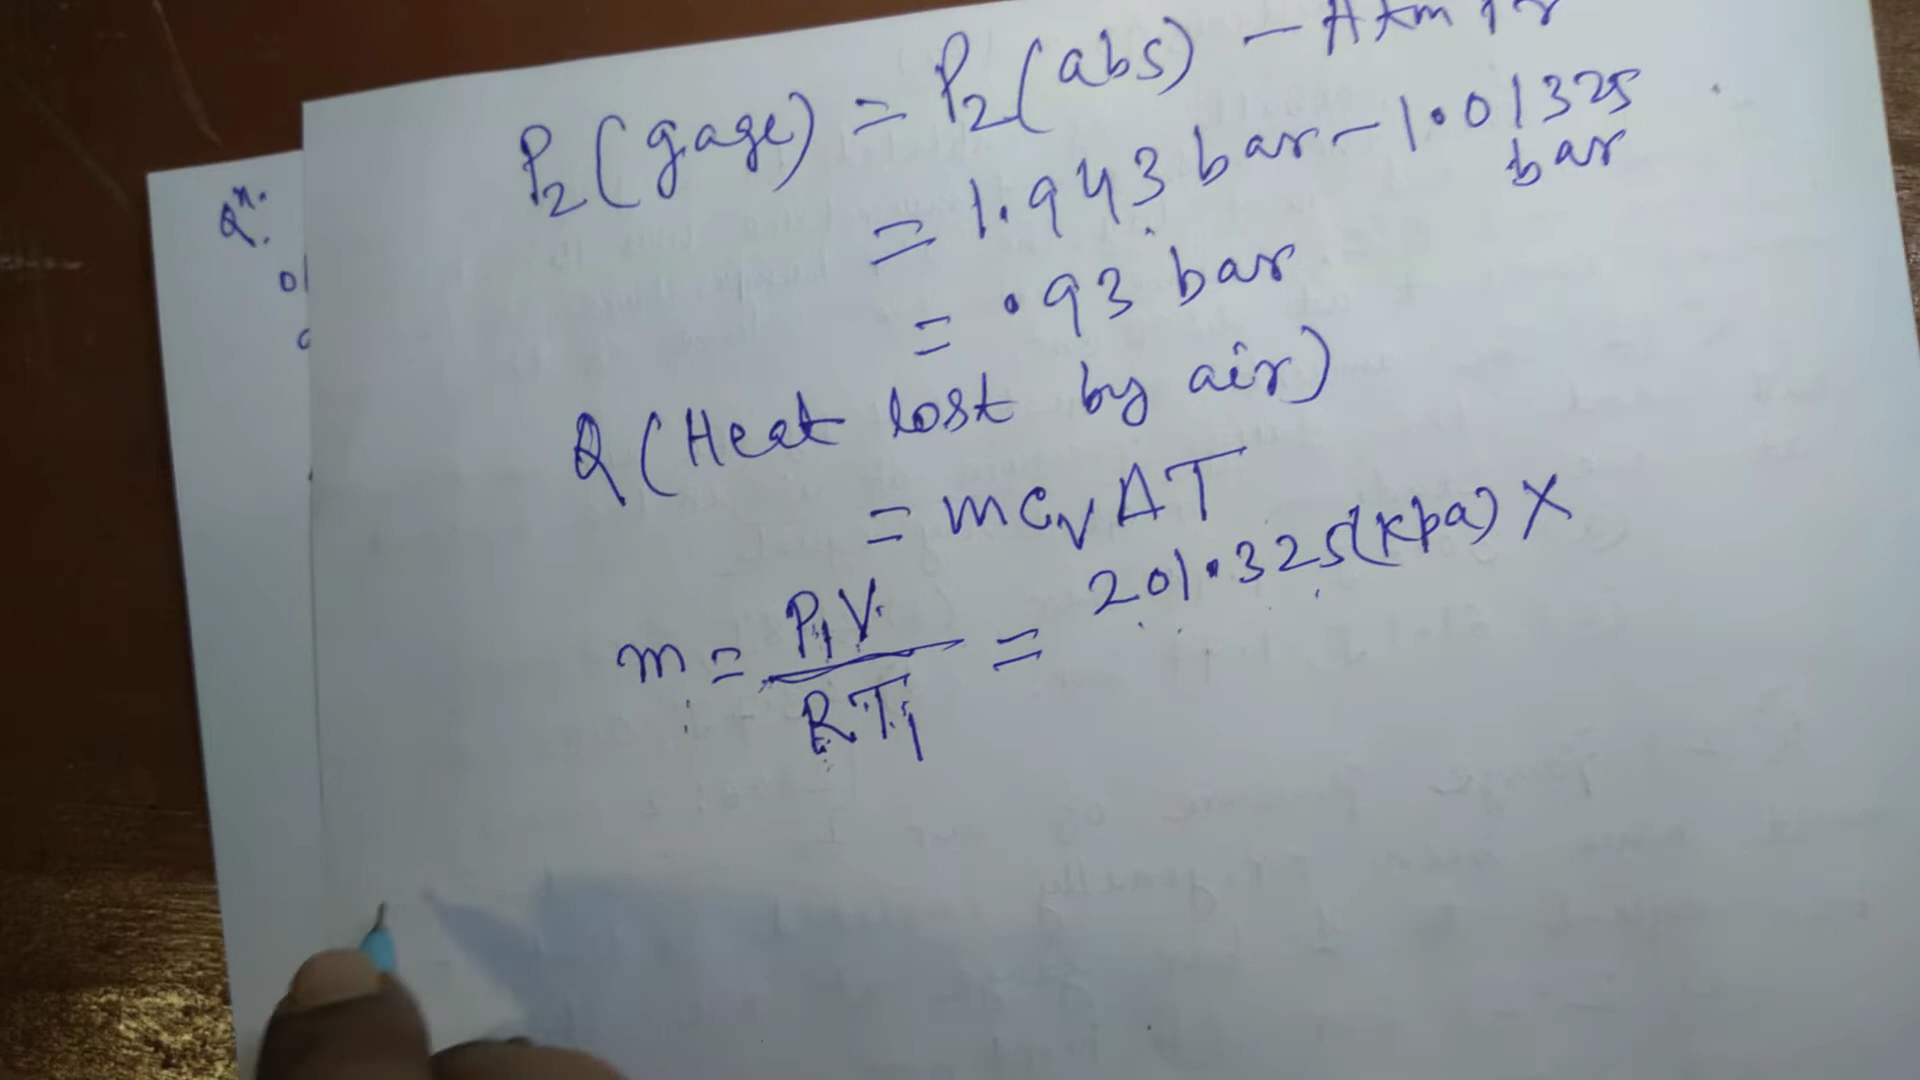 P2 (gage) = P2 (abs) - Atm Pr
= 1.943 bar - 1.01325 bar
= .93 bar
Q (Heat lost by air)
= mCvΔT
m = P1V / RT1 = 201.325 (kpa) X
Qn.